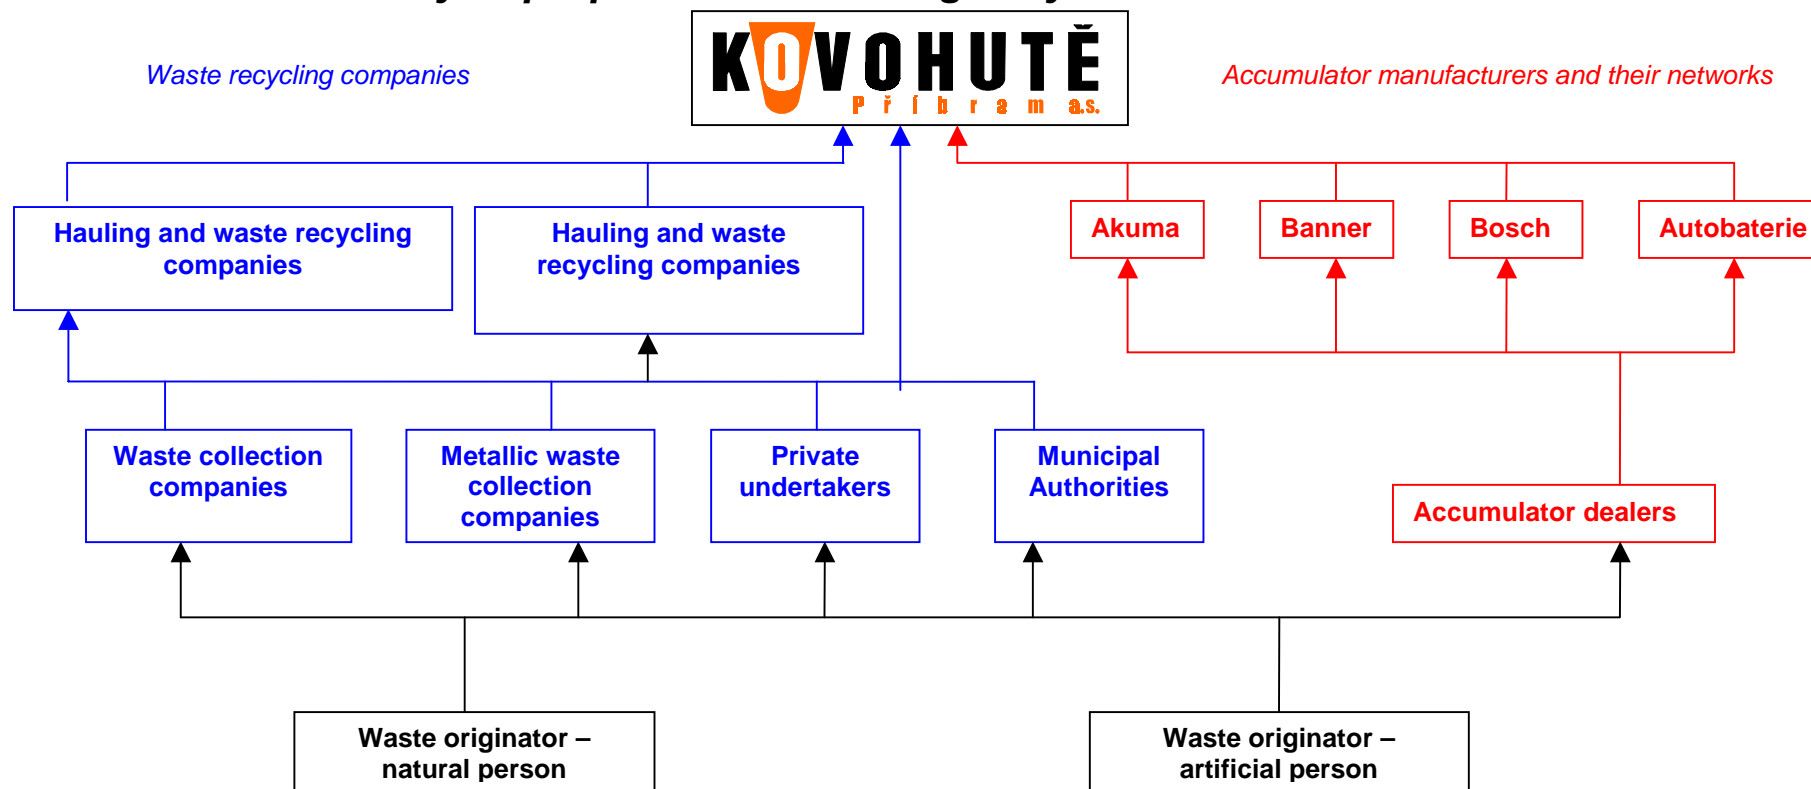 Waste recycling companies
KOVOHUTĚ
Příbram a.s.
Accumulator manufacturers and their networks
Hauling and waste recycling
companies
Hauling and waste
recycling companies
Akuma
Banner
Bosch
Autobaterie
Waste collection
companies
Metallic waste
collection
companies
Private
undertakers
Municipal
Authorities
Accumulator dealers
Waste originator –
natural person
Waste originator –
artificial person